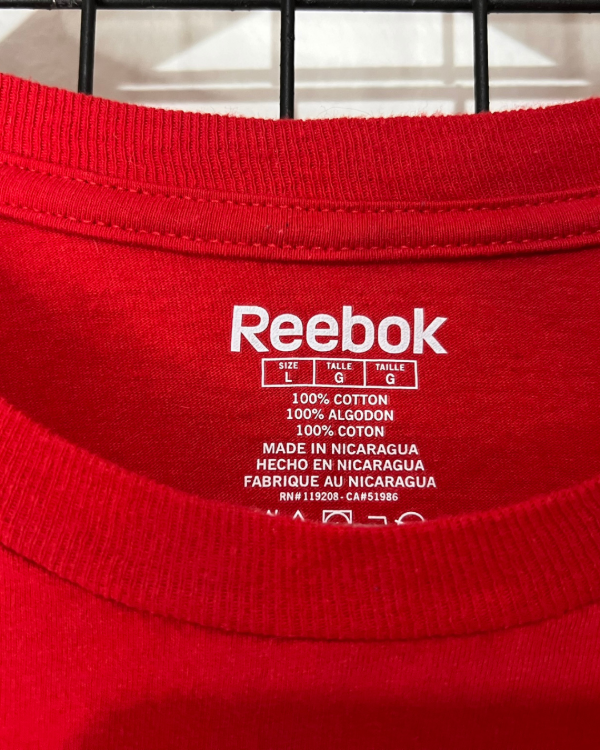 Reebok
SIZE TALLE TAILLE
L G G
100% COTTON
100% ALGODON
100% COTON
MADE IN NICARAGUA
HECHO EN NICARAGUA
FABRIQUE AU NICARAGUA
RN# 119208 - CA#51986